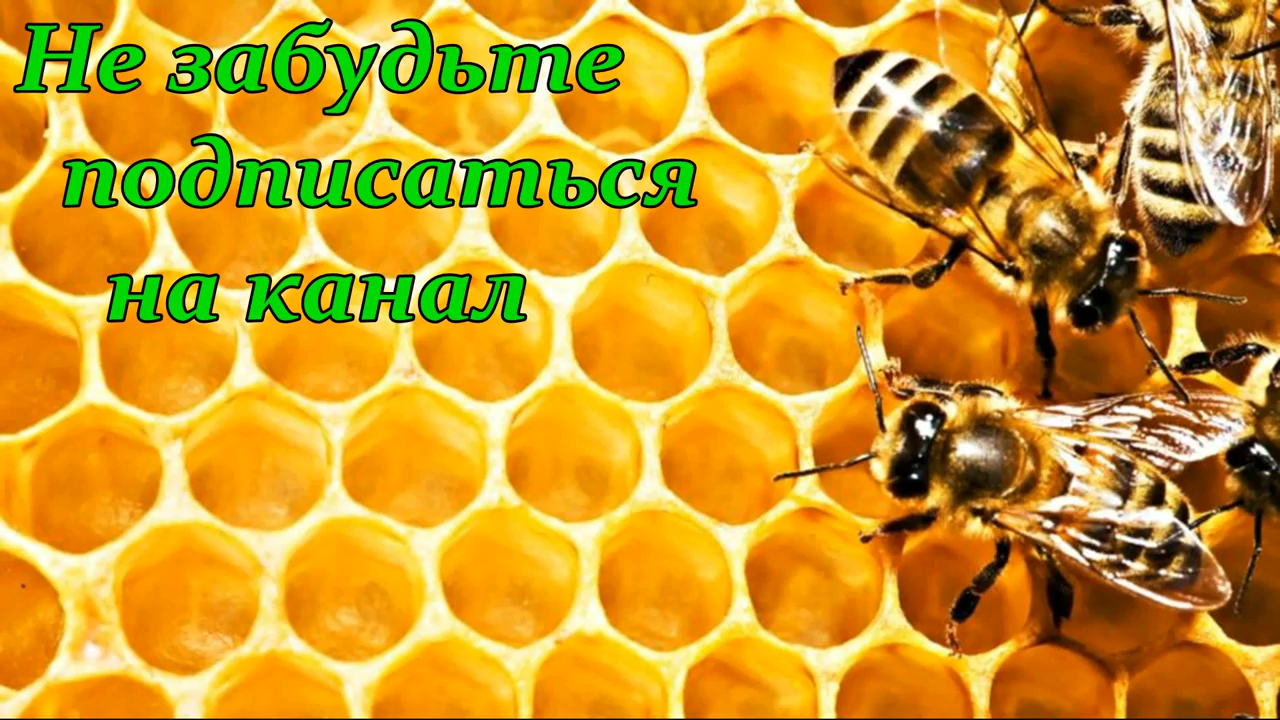 Не забудьте
подписаться
на канал